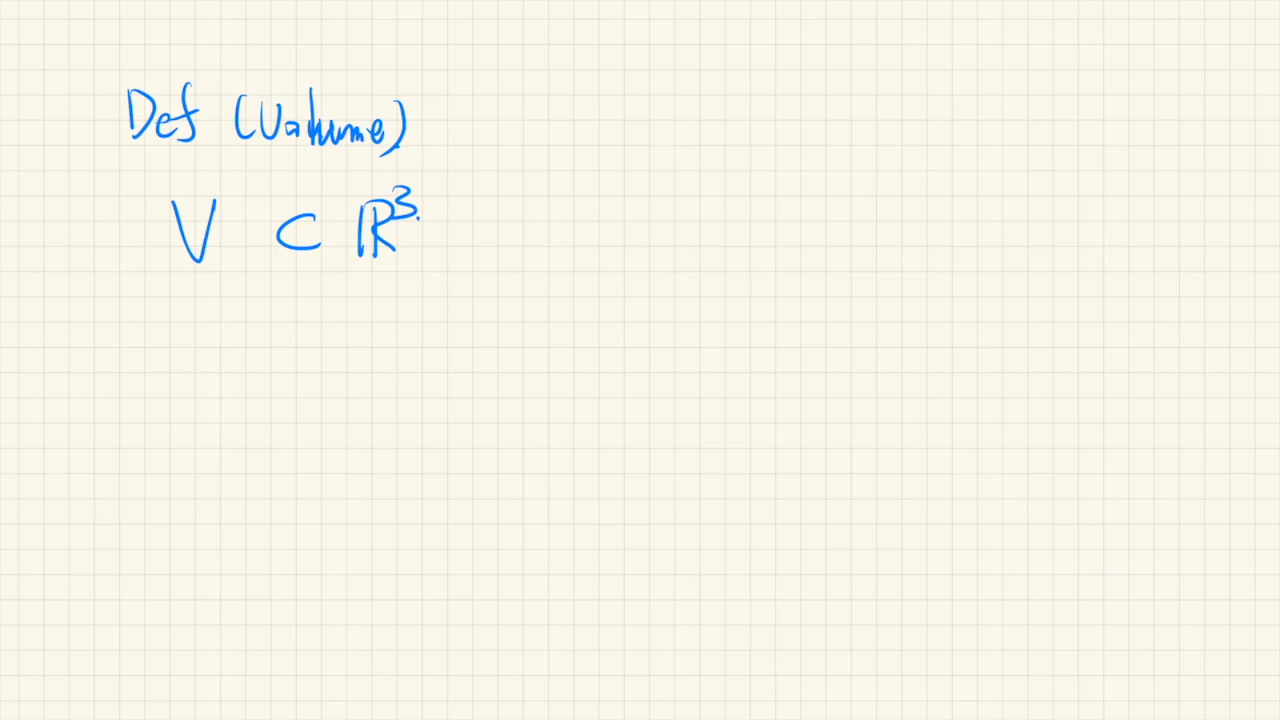 Def (Volume)
V ⊂ ℝ³.